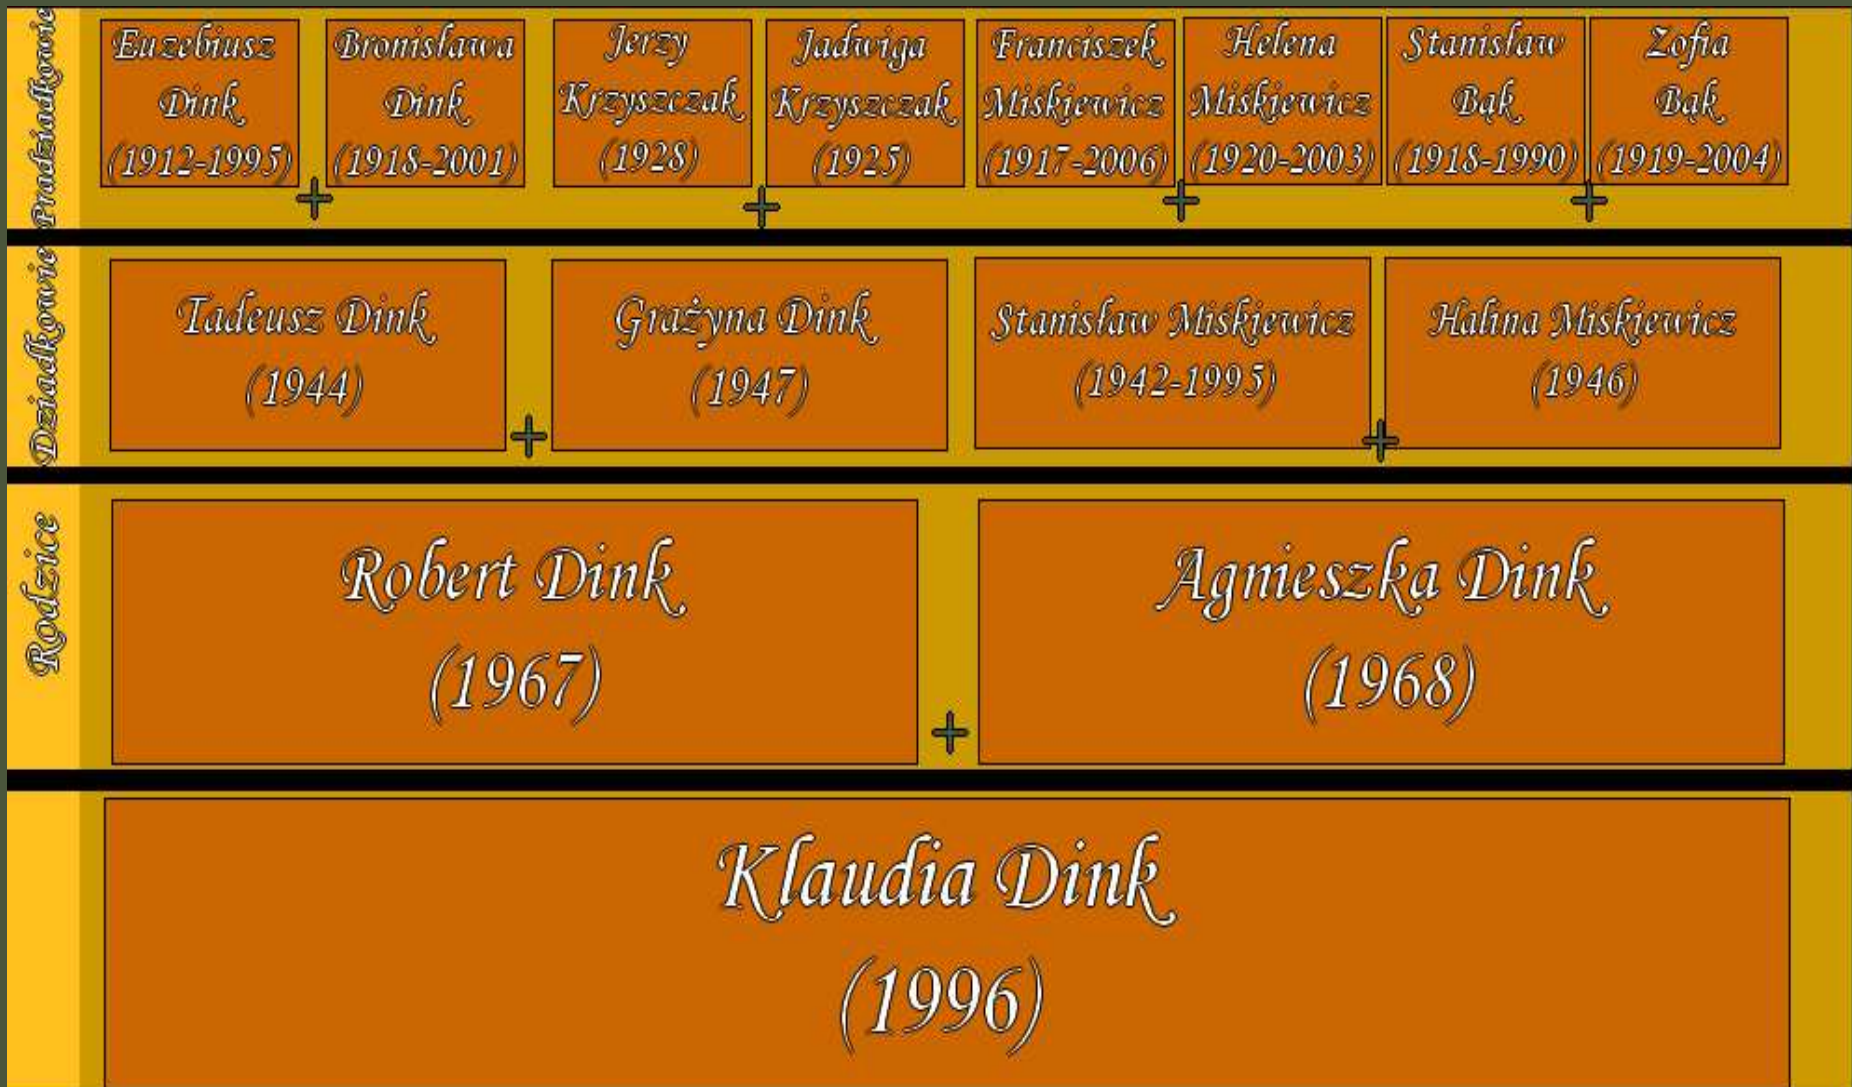 Pradziadkowie
Euzebiusz
Dink
(1912-1995)
Bronisława
Dink
(1918-2001)
Jerzy
Krzyszczak
(1928)
Jadwiga
Krzyszczak
(1925)
Franciszek
Miśkiewicz
(1917-2006)
Helena
Miśkiewicz
(1920-2003)
Stanisław
Bąk
(1918-1990)
Zofia
Bąk
(1919-2004)
+
+
+
+
Dziadkowie
Tadeusz Dink
(1944)
Grażyna Dink
(1947)
Stanisław Miśkiewicz
(1942-1995)
Halina Miśkiewicz
(1946)
+
+
Rodzice
Robert Dink
(1967)
Agnieszka Dink
(1968)
+
Klaudia Dink
(1996)